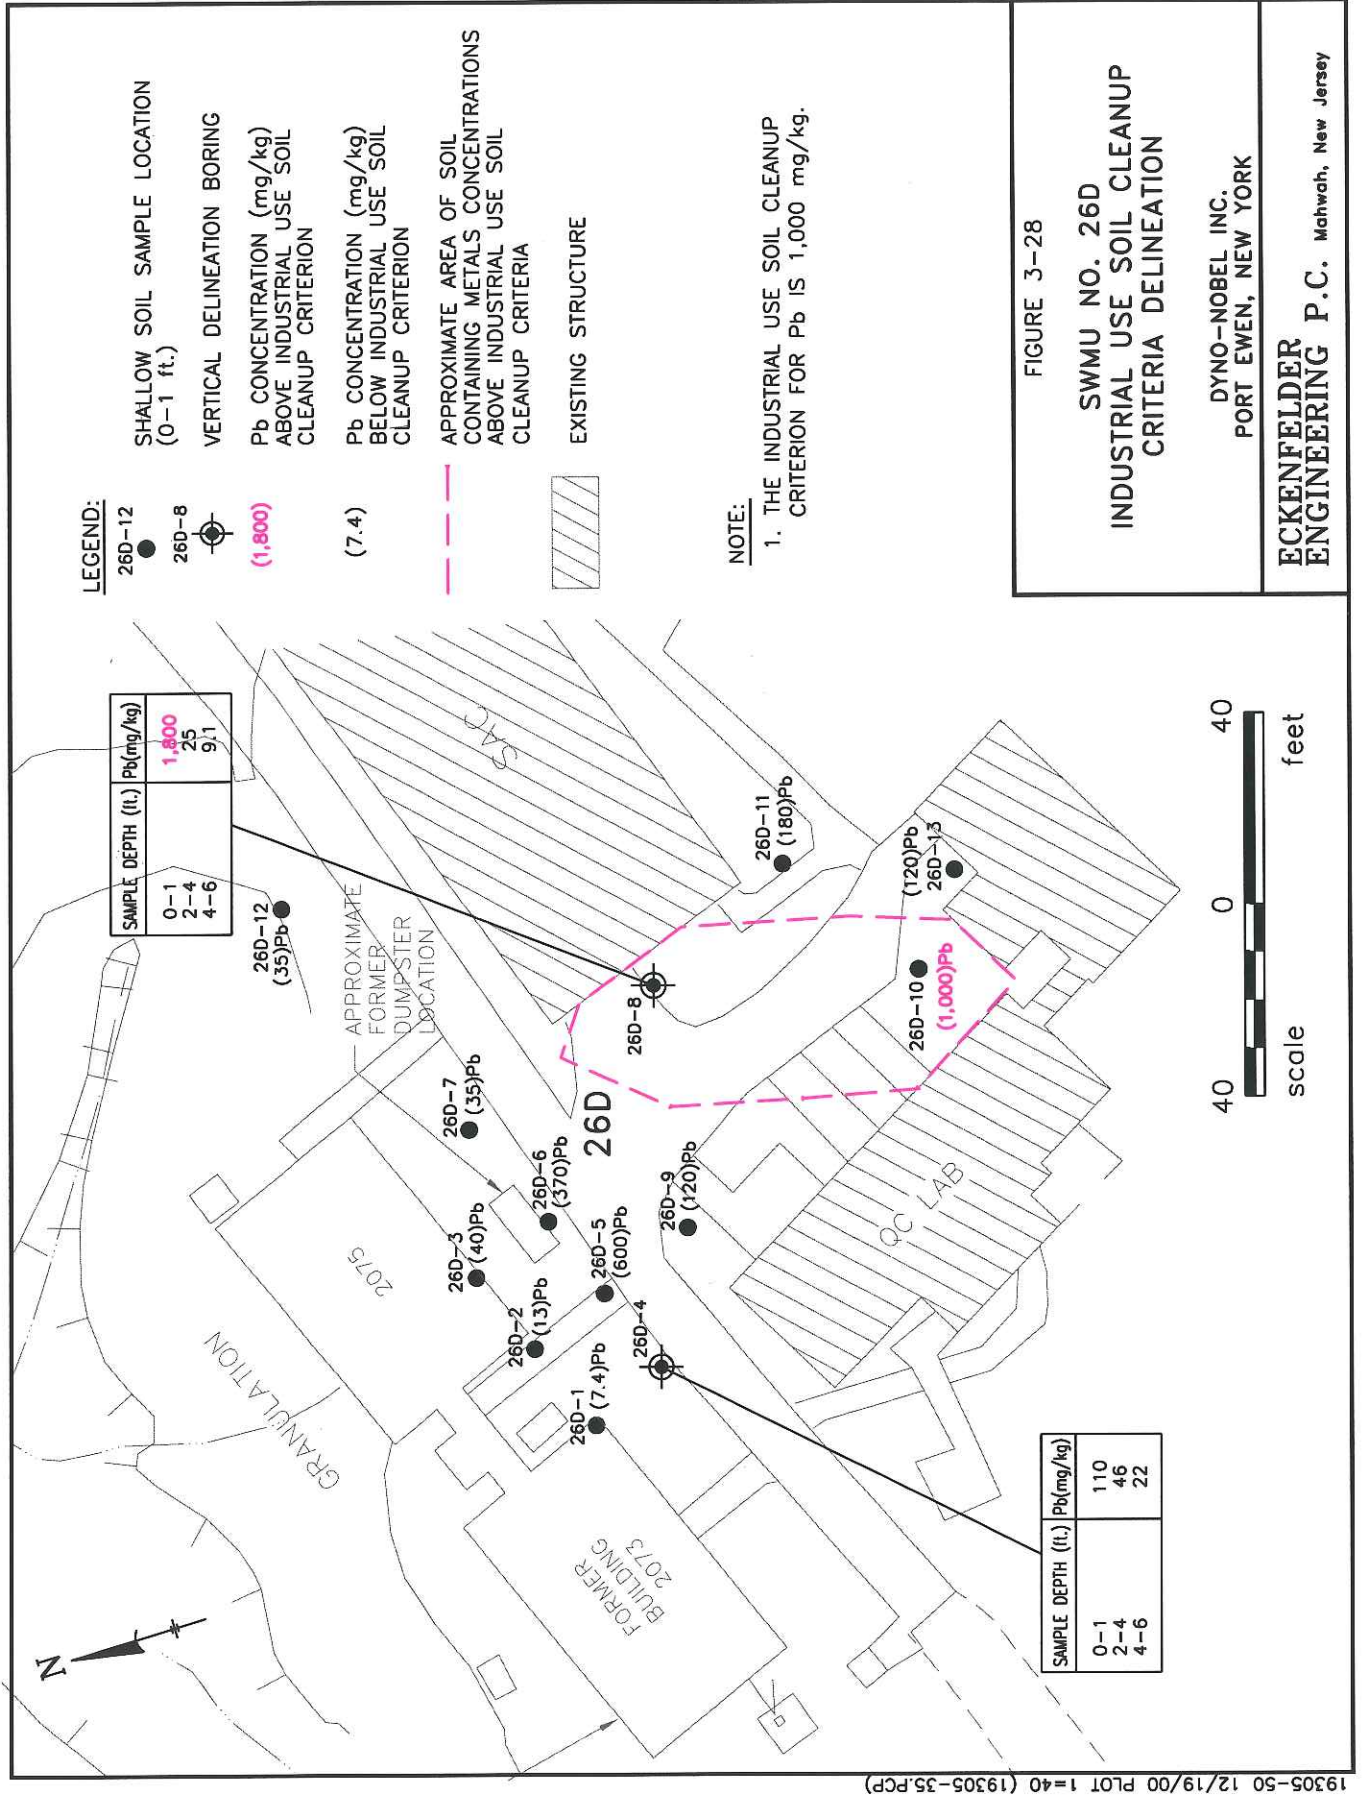 LEGEND:
26D-12
SHALLOW SOIL SAMPLE LOCATION
(0-1 ft.)
26D-8
VERTICAL DELINEATION BORING
(1,800)
Pb CONCENTRATION (mg/kg)
ABOVE INDUSTRIAL USE SOIL
CLEANUP CRITERION
(7.4)
Pb CONCENTRATION (mg/kg)
BELOW INDUSTRIAL USE SOIL
CLEANUP CRITERION
APPROXIMATE AREA OF SOIL
CONTAINING METALS CONCENTRATIONS
ABOVE INDUSTRIAL USE SOIL
CLEANUP CRITERIA
EXISTING STRUCTURE
NOTE:
1. THE INDUSTRIAL USE SOIL CLEANUP
CRITERION FOR Pb IS 1,000 mg/kg.
FIGURE 3-28
SWMU NO. 26D
INDUSTRIAL USE SOIL CLEANUP
CRITERIA DELINEATION
DYNO-NOBEL INC.
PORT EWEN, NEW YORK
ECKENFELDER
ENGINEERING P.C. Mahwah, New Jersey
N
SAMPLE DEPTH (ft.) Pb(mg/kg)
0-1 1,800
2-4 25
4-6 9.1
26D-12
(35)Pb
APPROXIMATE
FORMER
DUMPSTER
LOCATION
SAC
26D-7
(35)Pb
26D-8
26D-11
(180)Pb
(120)Pb
26D-13
26D-10
(1,000)Pb
26D
26D-6
(370)Pb
26D-3
(40)Pb
26D-9
(120)Pb
26D-5
(600)Pb
26D-2
(13)Pb
26D-4
26D-1
(7.4)Pb
2075
GRANULATION
QC LAB
FORMER
BUILDING
2073
SAMPLE DEPTH (ft.) Pb(mg/kg)
0-1 110
2-4 46
4-6 22
40 0 40
scale feet
19305-50 12/19/00 PLOT 1=40 (19305-35.PCP)